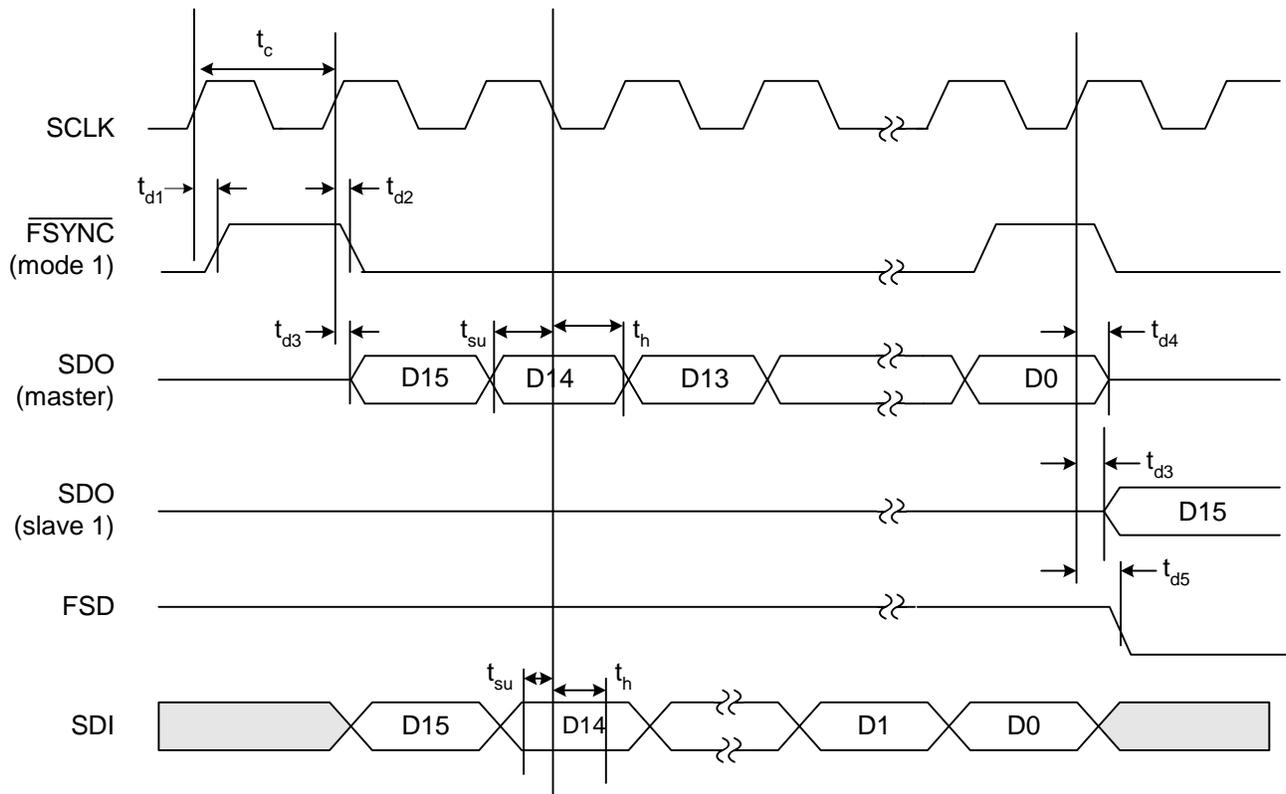 t_c
SCLK
t_d1
t_d2
FSYNC
(mode 1)
t_d3
t_su
t_h
t_d4
SDO
(master)
D15
D14
D13
D0
t_d3
SDO
(slave 1)
D15
t_d5
FSD
t_su
t_h
SDI
D15
D14
D1
D0